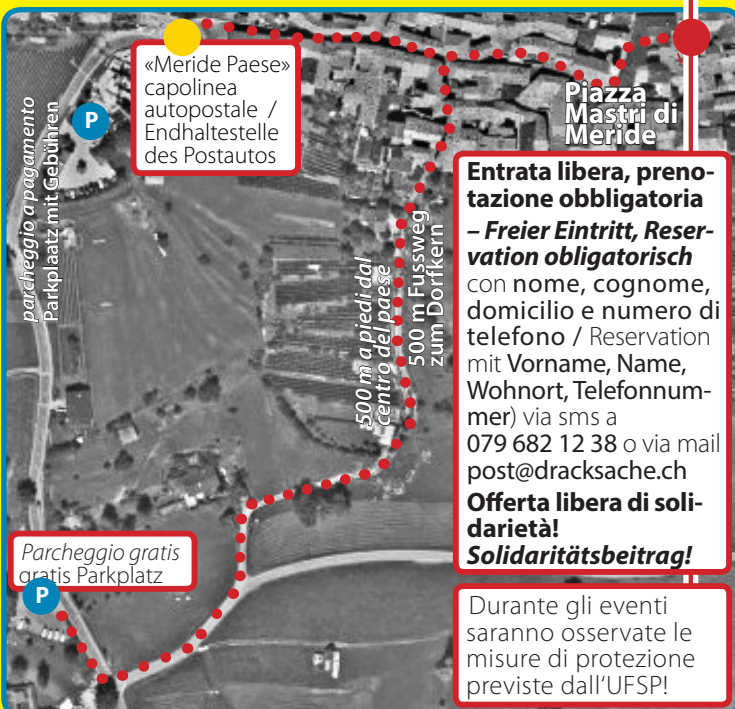 «Meride Paese»
capolinea
autopostale /
Endhaltestelle
des Postautos
P
parcheggio a pagamento
Parkplaatz mit Gebühren
Piazza
Mastri di
Meride
Entrata libera, preno-
tazione obbligatoria
– Freier Eintritt, Reser-
vation obligatorisch
con nome, cognome,
domicilio e numero di
telefono / Reservation
mit Vorname, Name,
Wohnort, Telefonnum-
mer) via sms a
079 682 12 38 o via mail
post@dracksache.ch
Offerta libera di soli-
darietà!
Solidaritätsbeitrag!
500 m a piedi dal
centro del paese
500 m Fussweg
zum Dorfkern
Parcheggio gratis
gratis Parkplatz
P
Durante gli eventi
saranno osservate le
misure di protezione
previste dall'UFSP!